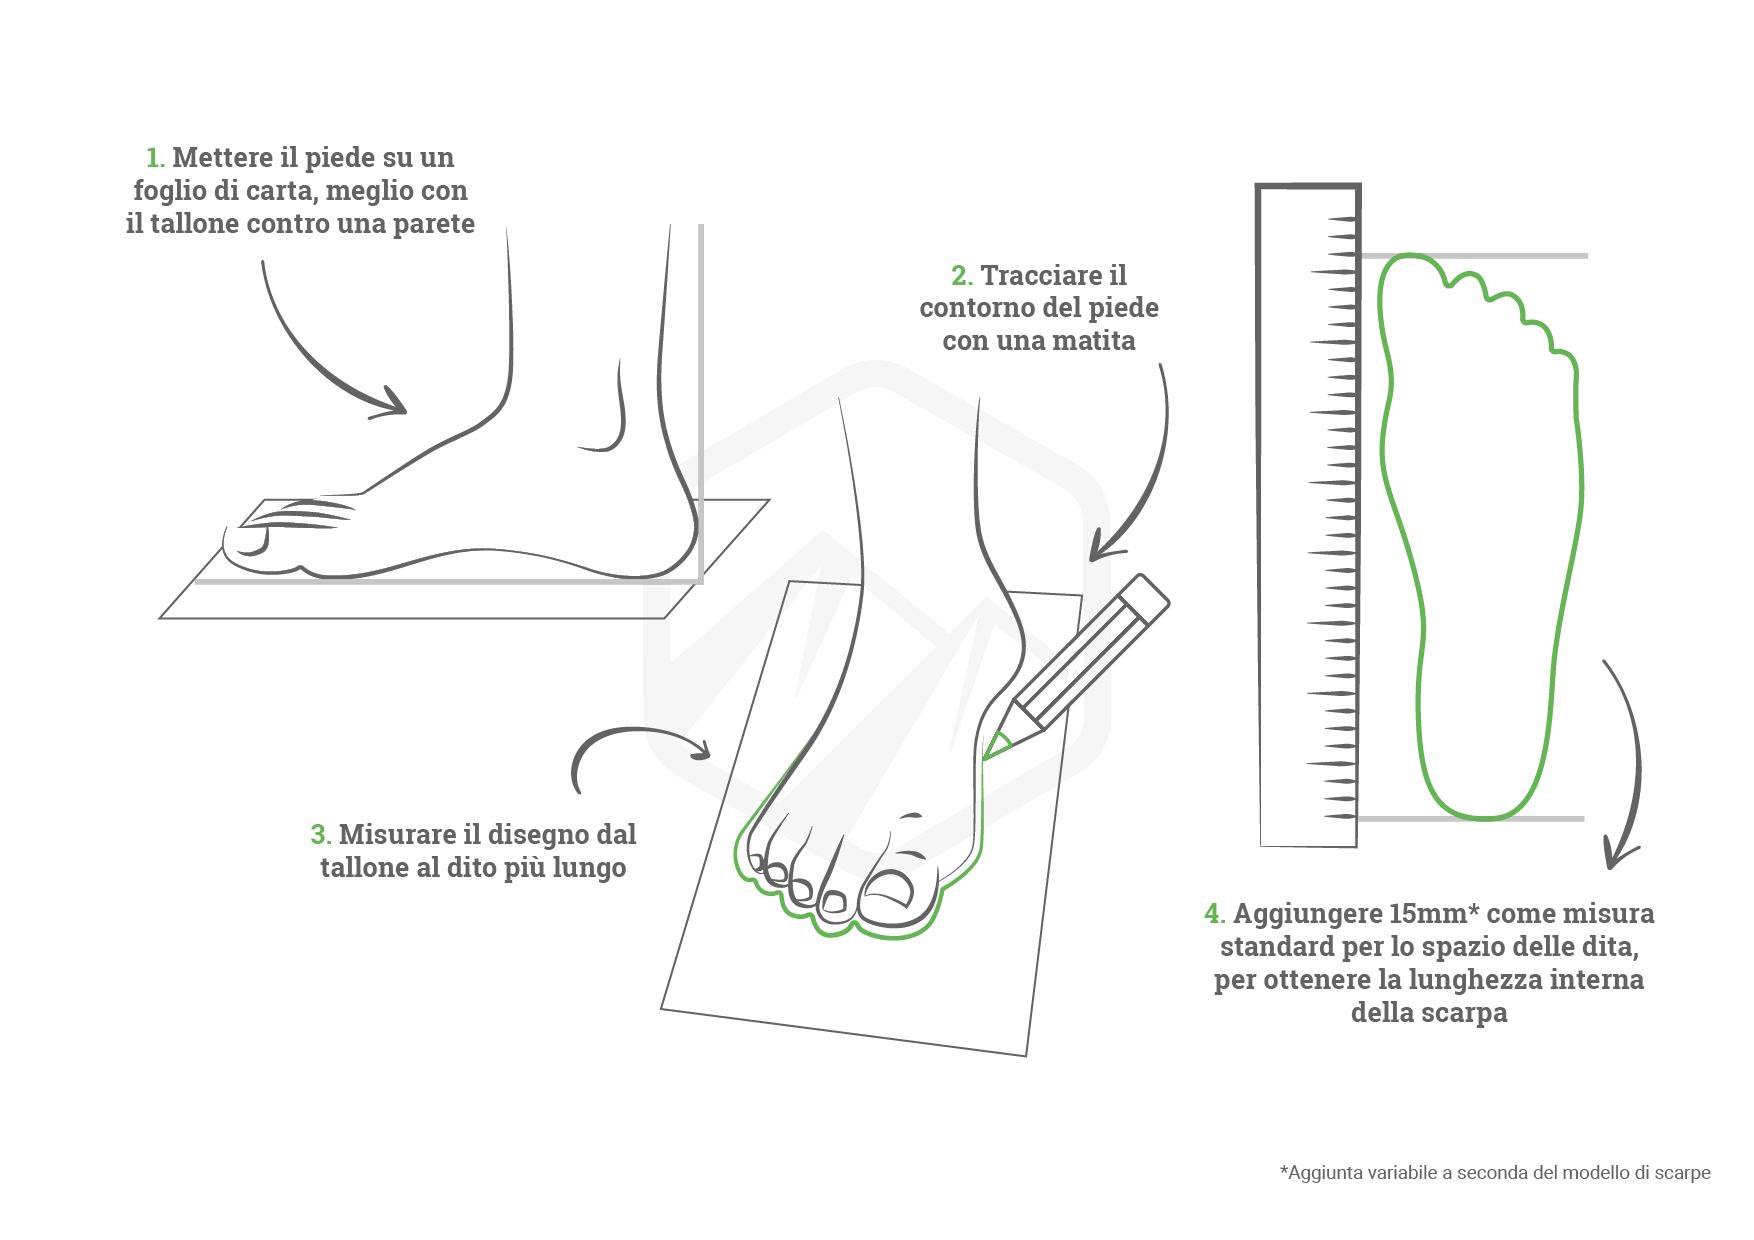 1. Mettere il piede su un
foglio di carta, meglio con
il tallone contro una parete
2. Tracciare il
contorno del piede
con una matita
3. Misurare il disegno dal
tallone al dito più lungo
4. Aggiungere 15mm* come misura
standard per lo spazio delle dita,
per ottenere la lunghezza interna
della scarpa
*Aggiunta variabile a seconda del modello di scarpe